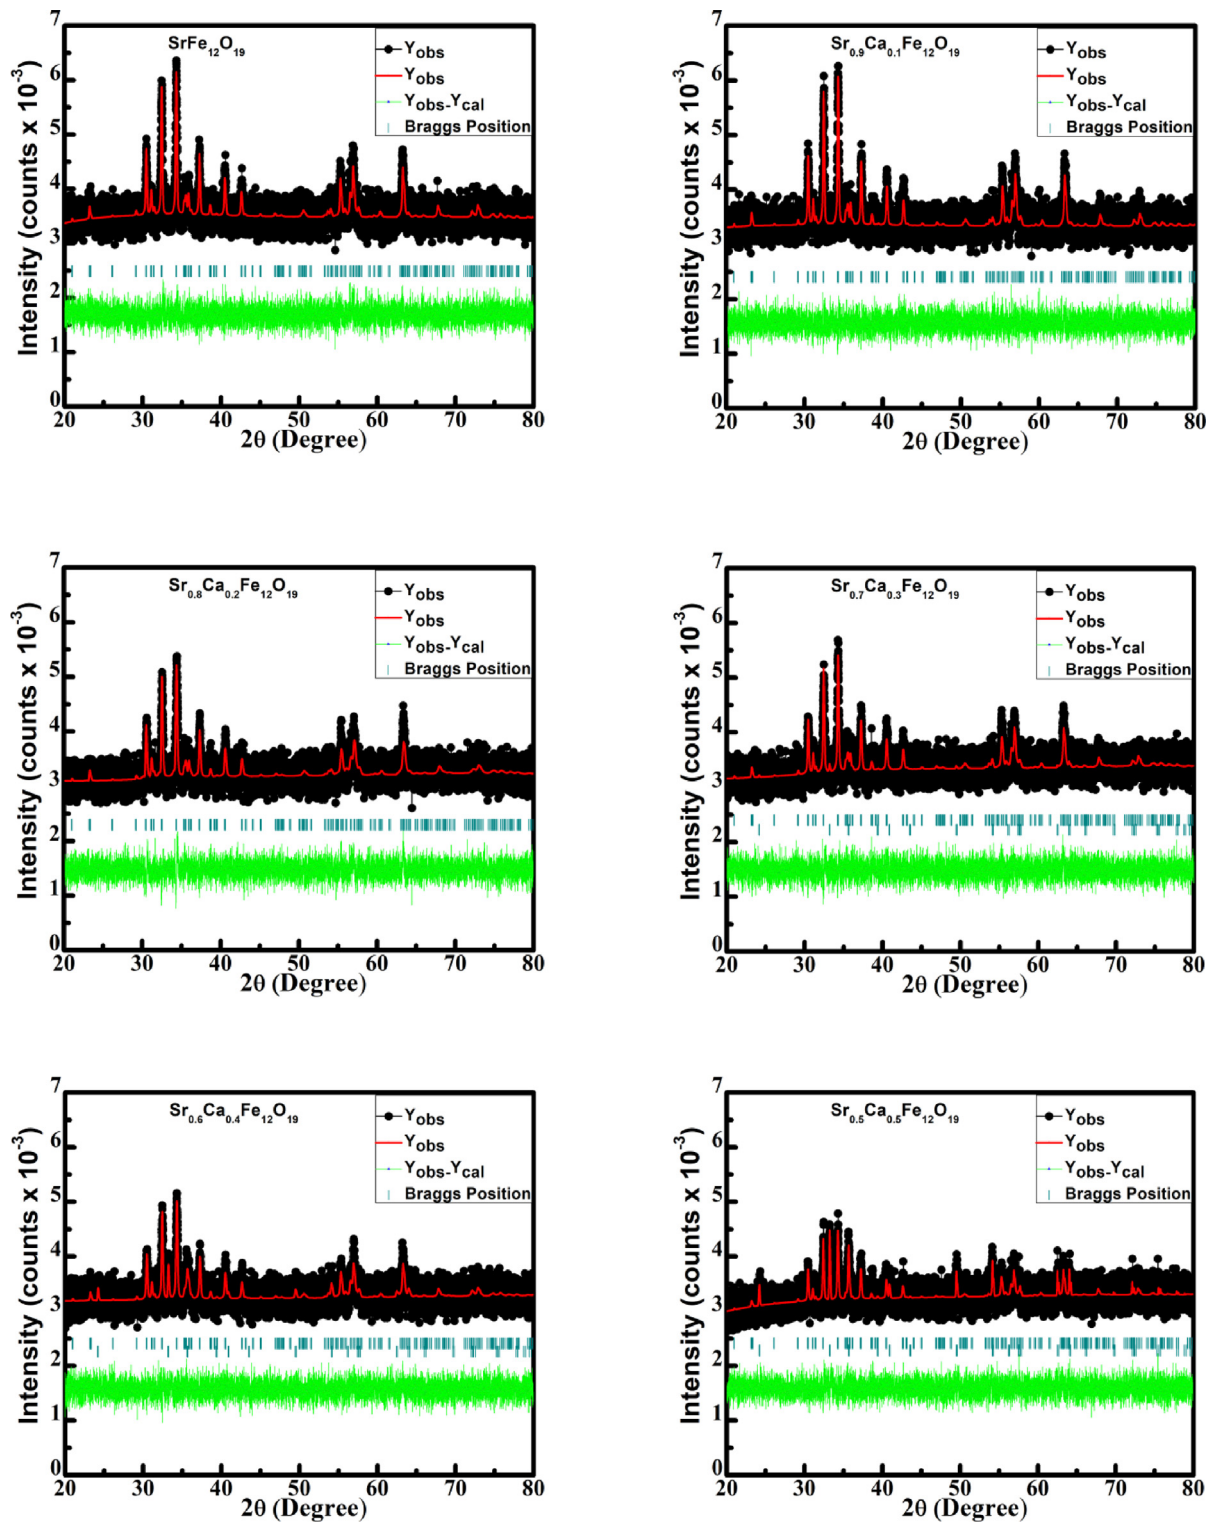 SrFe12O19
Yobs
Yobs
Yobs-Ycal
Braggs Position
Intensity (counts x 10-3)
7
6
5
4
3
2
1
0
20 30 40 50 60 70 80
2θ (Degree)
Sr0.9Ca0.1Fe12O19
Yobs
Yobs
Yobs-Ycal
Braggs Position
Intensity (counts x 10-3)
7
6
5
4
3
2
1
0
20 30 40 50 60 70 80
2θ (Degree)
Sr0.8Ca0.2Fe12O19
Yobs
Yobs
Yobs-Ycal
Braggs Position
Intensity (counts x 10-3)
7
6
5
4
3
2
1
0
20 30 40 50 60 70 80
2θ (Degree)
Sr0.7Ca0.3Fe12O19
Yobs
Yobs
Yobs-Ycal
Braggs Position
Intensity (counts x 10-3)
7
6
5
4
3
2
1
0
20 30 40 50 60 70 80
2θ (Degree)
Sr0.6Ca0.4Fe12O19
Yobs
Yobs
Yobs-Ycal
Braggs Position
Intensity (counts x 10-3)
7
6
5
4
3
2
1
0
20 30 40 50 60 70 80
2θ (Degree)
Sr0.5Ca0.5Fe12O19
Yobs
Yobs
Yobs-Ycal
Braggs Position
Intensity (counts x 10-3)
7
6
5
4
3
2
1
0
20 30 40 50 60 70 80
2θ (Degree)